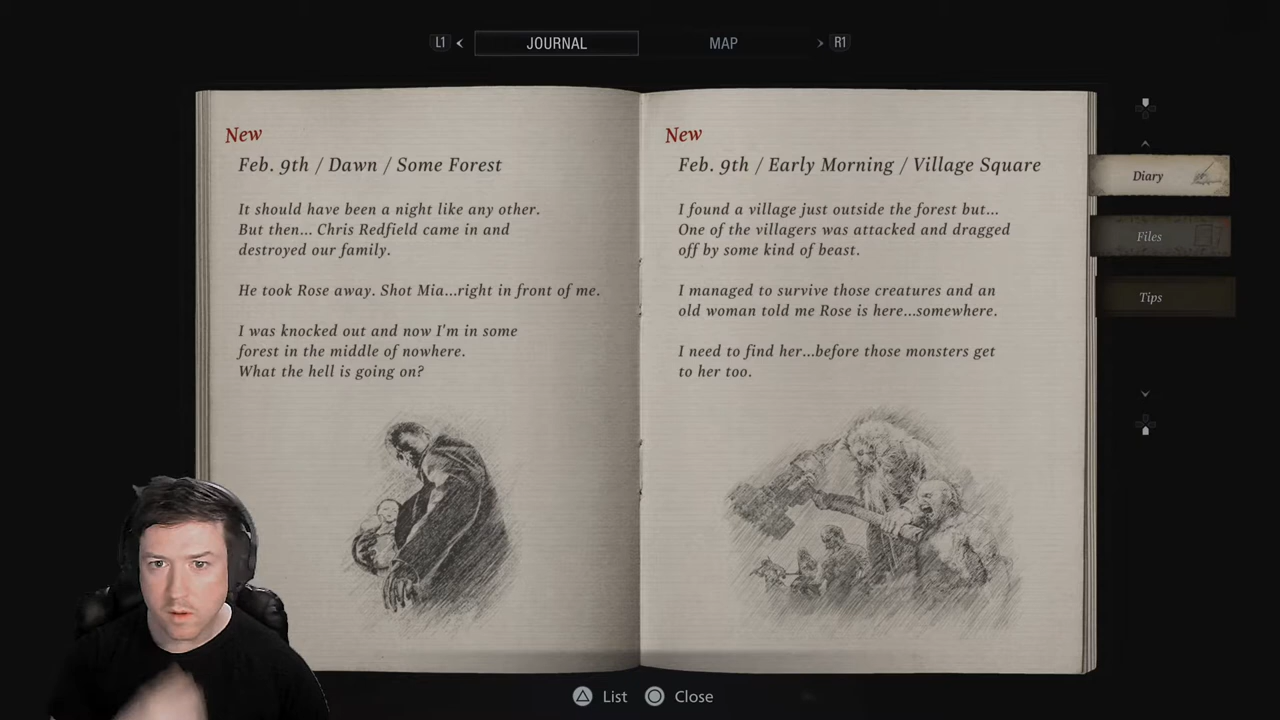 L1
JOURNAL
MAP
R1
New
Feb. 9th / Dawn / Some Forest
It should have been a night like any other.
But then... Chris Redfield came in and
destroyed our family.
He took Rose away. Shot Mia...right in front of me.
I was knocked out and now I'm in some
forest in the middle of nowhere.
What the hell is going on?
New
Feb. 9th / Early Morning / Village Square
I found a village just outside the forest but...
One of the villagers was attacked and dragged
off by some kind of beast.
I managed to survive those creatures and an
old woman told me Rose is here...somewhere.
I need to find her...before those monsters get
to her too.
Diary
Files
Tips
List
Close